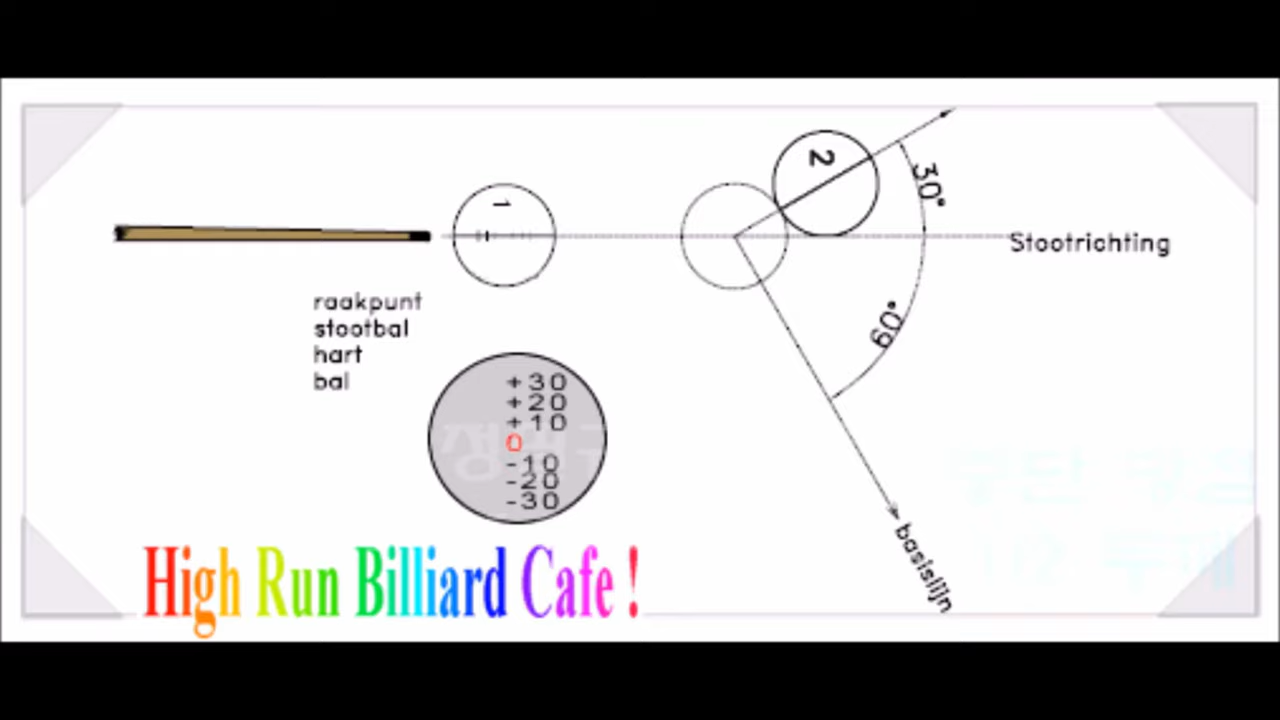 2
30°
1
Stootrichting
raakpunt
stootbal
hart
bal
60°
+30
+20
+10
0
-10
-20
-30
basislijn
High Run Billiard Cafe !